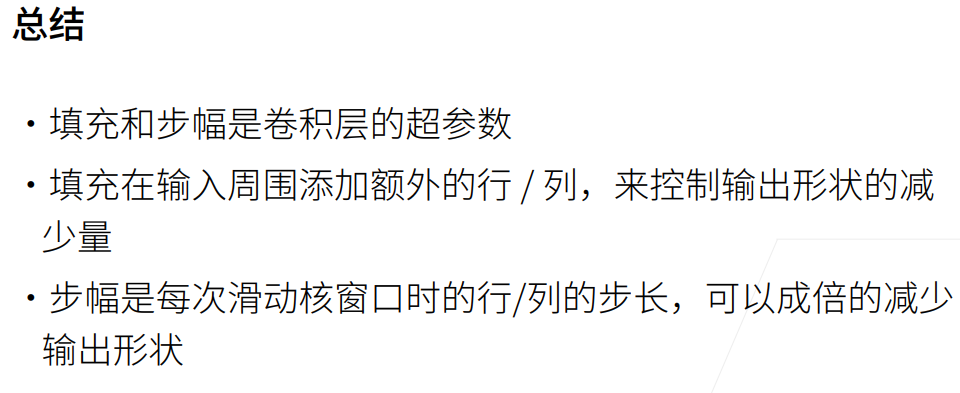 总结
• 填充和步幅是卷积层的超参数
• 填充在输入周围添加额外的行 / 列，来控制输出形状的减
少量
• 步幅是每次滑动核窗口时的行/列的步长，可以成倍的减少
输出形状